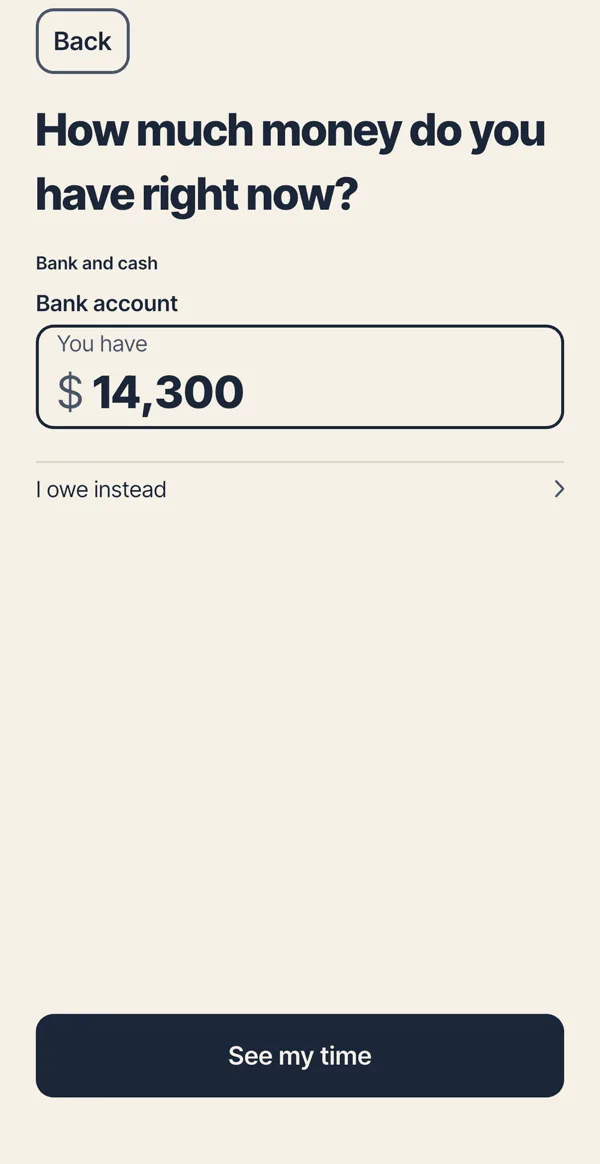 Back
How much money do you
have right now?
Bank and cash
Bank account
You have
$ 14,300
I owe instead
See my time